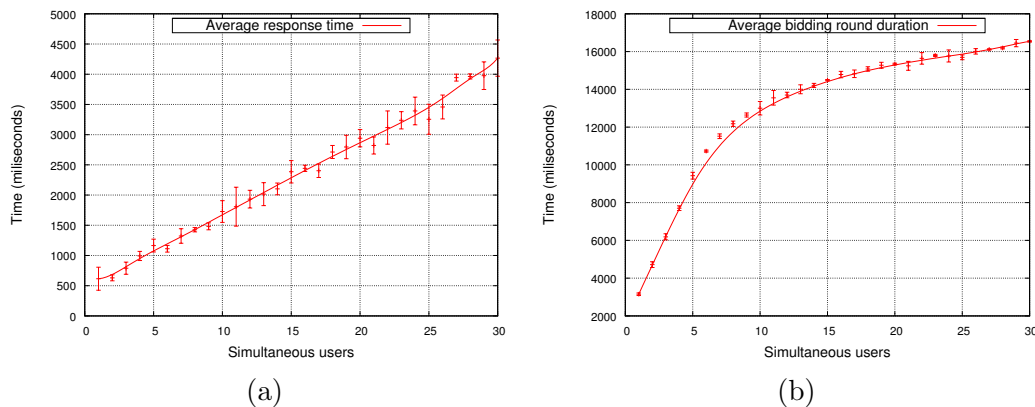 Average response time
5000
4500
4000
3500
3000
2500
2000
1500
1000
500
0
Time (miliseconds)
0 5 10 15 20 25 30
Simultaneous users
(a)
Average bidding round duration
18000
16000
14000
12000
10000
8000
6000
4000
2000
Time (miliseconds)
0 5 10 15 20 25 30
Simultaneous users
(b)